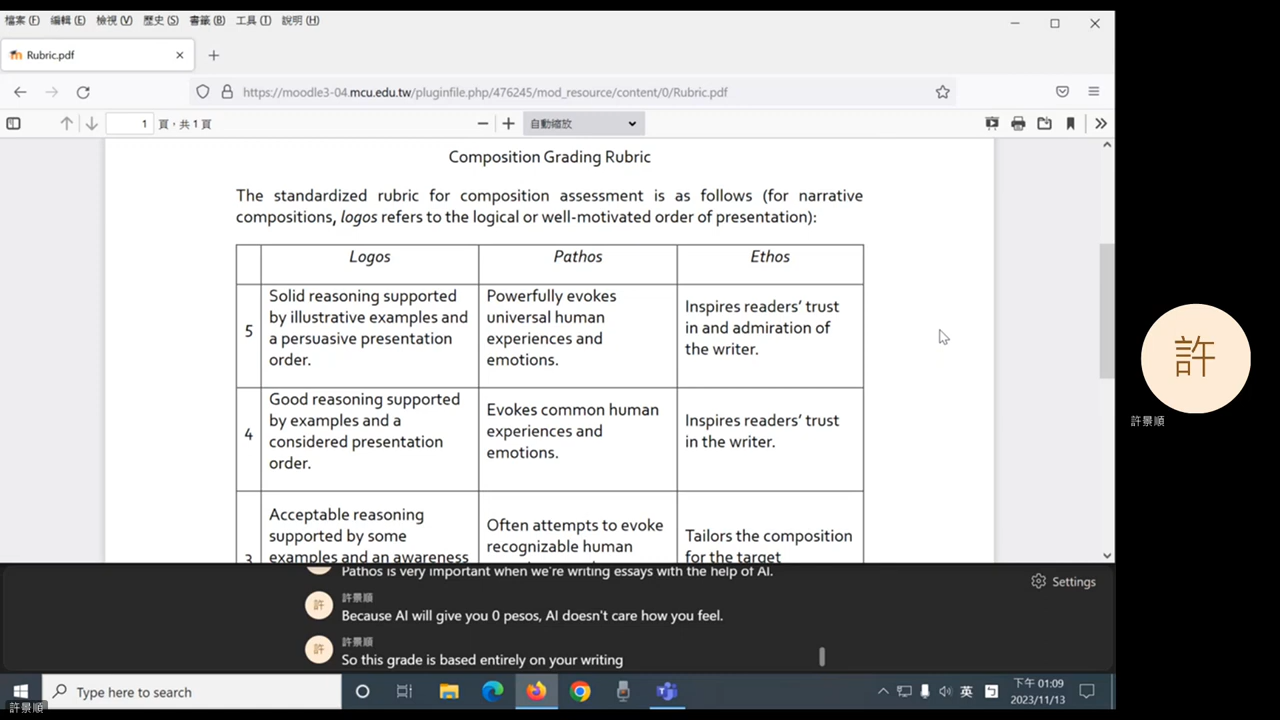 檔案(F) 編輯(E) 檢視(V) 歷史(S) 書籤(B) 工具(T) 說明(H)
Rubric.pdf
https://moodle3-04.mcu.edu.tw/pluginfile.php/476245/mod_resource/content/0/Rubric.pdf
1 頁，共 1 頁
自動縮放
Composition Grading Rubric
The standardized rubric for composition assessment is as follows (for narrative
compositions, logos refers to the logical or well-motivated order of presentation):
Logos Pathos Ethos
5
Solid reasoning supported
by illustrative examples and
a persuasive presentation
order.
Powerfully evokes
universal human
experiences and
emotions.
Inspires readers’ trust
in and admiration of
the writer.
4
Good reasoning supported
by examples and a
considered presentation
order.
Evokes common human
experiences and
emotions.
Inspires readers’ trust
in the writer.
3
Acceptable reasoning
supported by some
examples and an awareness
Often attempts to evoke
recognizable human
Tailors the composition
for the target
許
許景順
Pathos is very important when we're writing essays with the help of AI.
Settings
許
許景順
Because AI will give you 0 pesos, AI doesn't care how you feel.
許
許景順
So this grade is based entirely on your writing
Type here to search
英
下午 01:09
2023/11/13
許景順